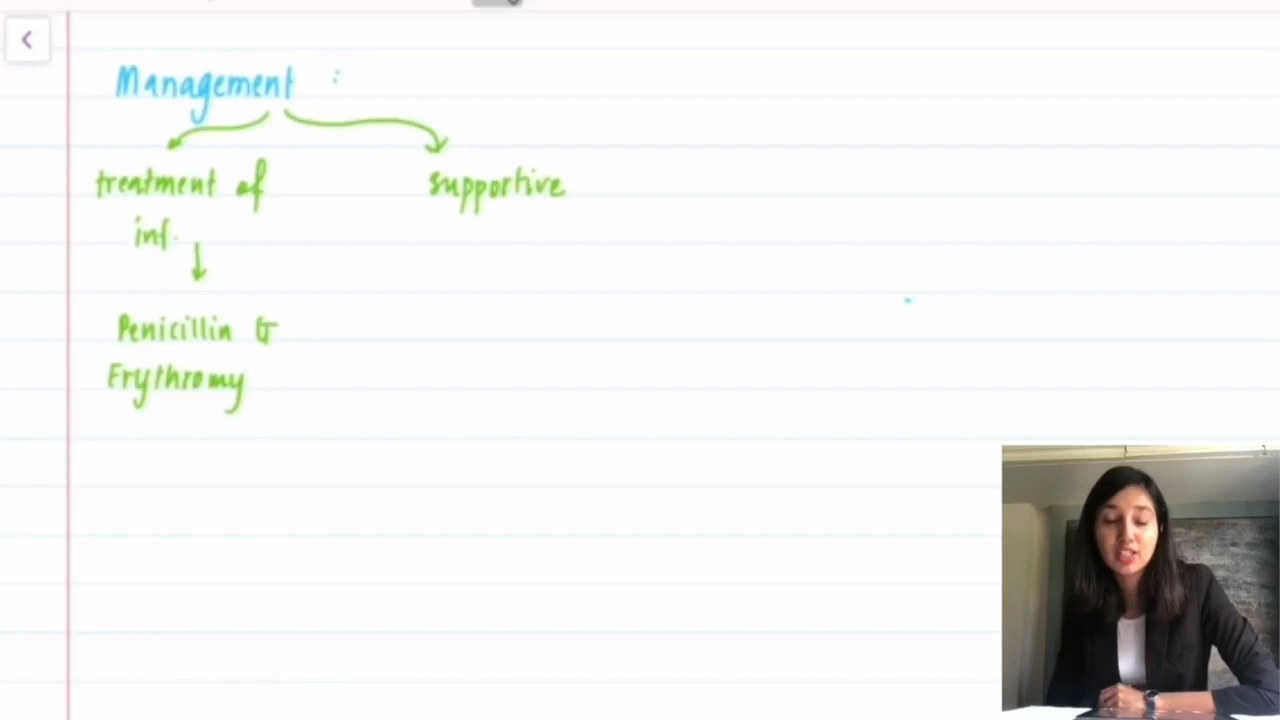 Management :
treatment of
inf.
supportive
Penicillin G
Erythromy